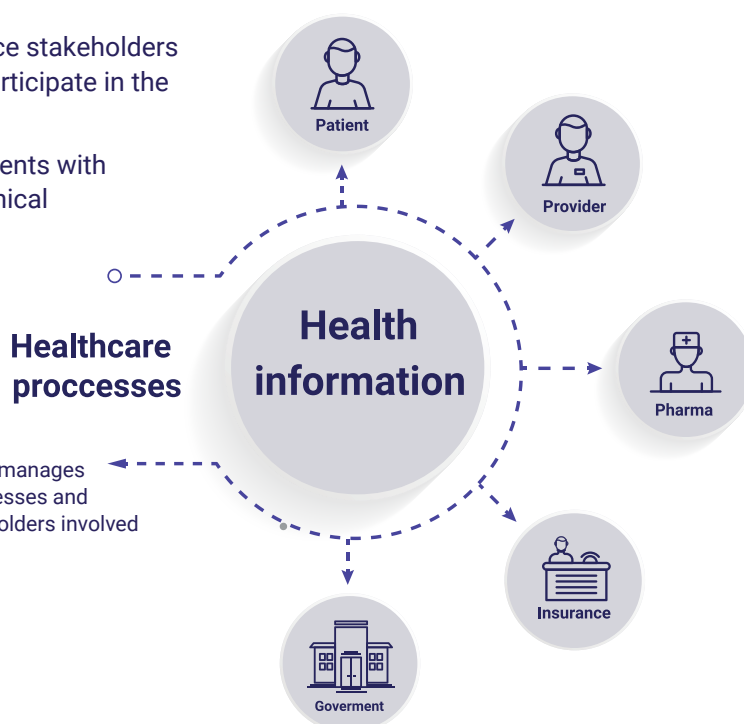 ce stakeholders
rticipate in the
ents with
nical
Patient
Provider
Health
information
Healthcare
proccesses
Pharma
manages
esses and
holders involved
Insurance
Goverment